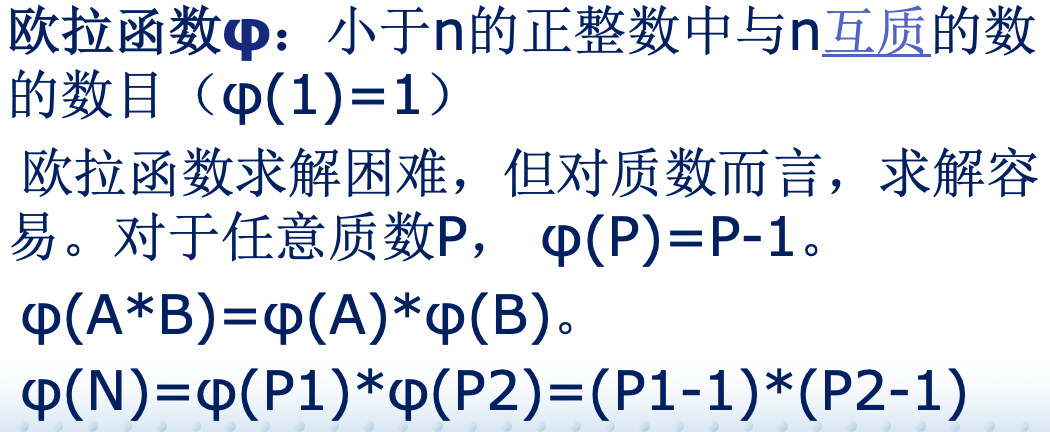 欧拉函数φ：小于n的正整数中与n互质的数
的数目（φ(1)=1）
欧拉函数求解困难，但对质数而言，求解容
易。对于任意质数P， φ(P)=P-1。
φ(A*B)=φ(A)*φ(B)。
φ(N)=φ(P1)*φ(P2)=(P1-1)*(P2-1)